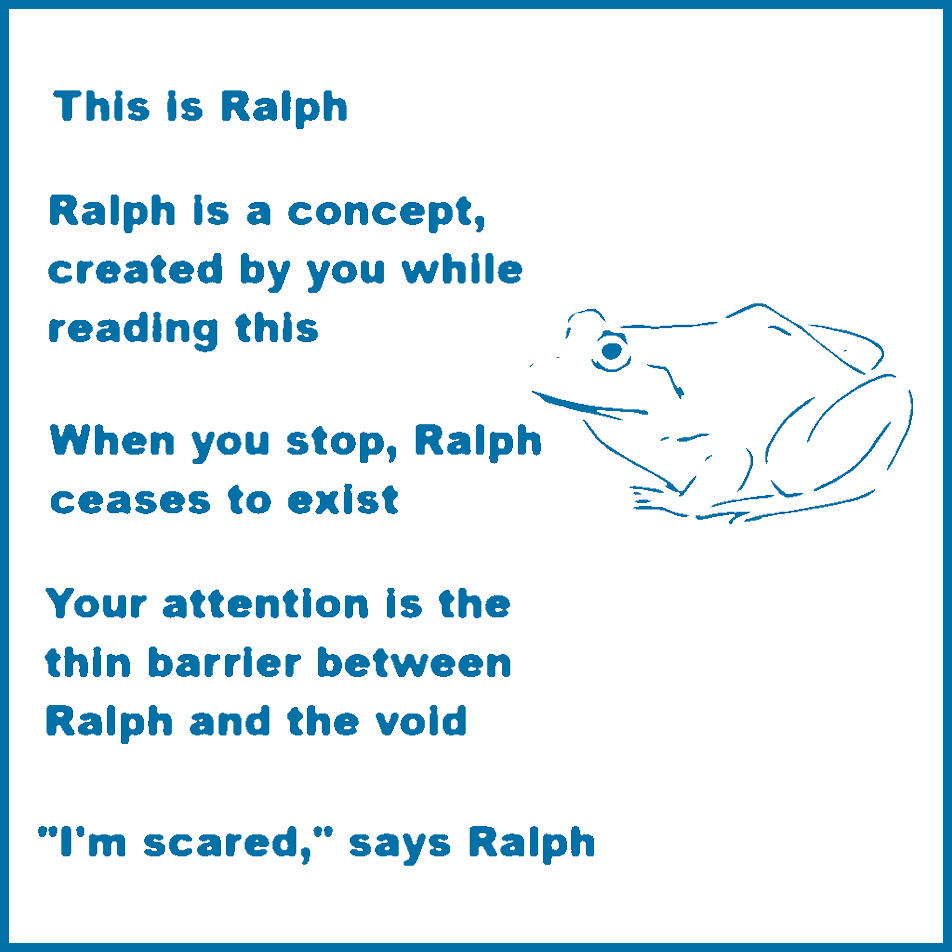 This is Ralph
Ralph is a concept,
created by you while
reading this
When you stop, Ralph
ceases to exist
Your attention is the
thin barrier between
Ralph and the void
"I'm scared," says Ralph